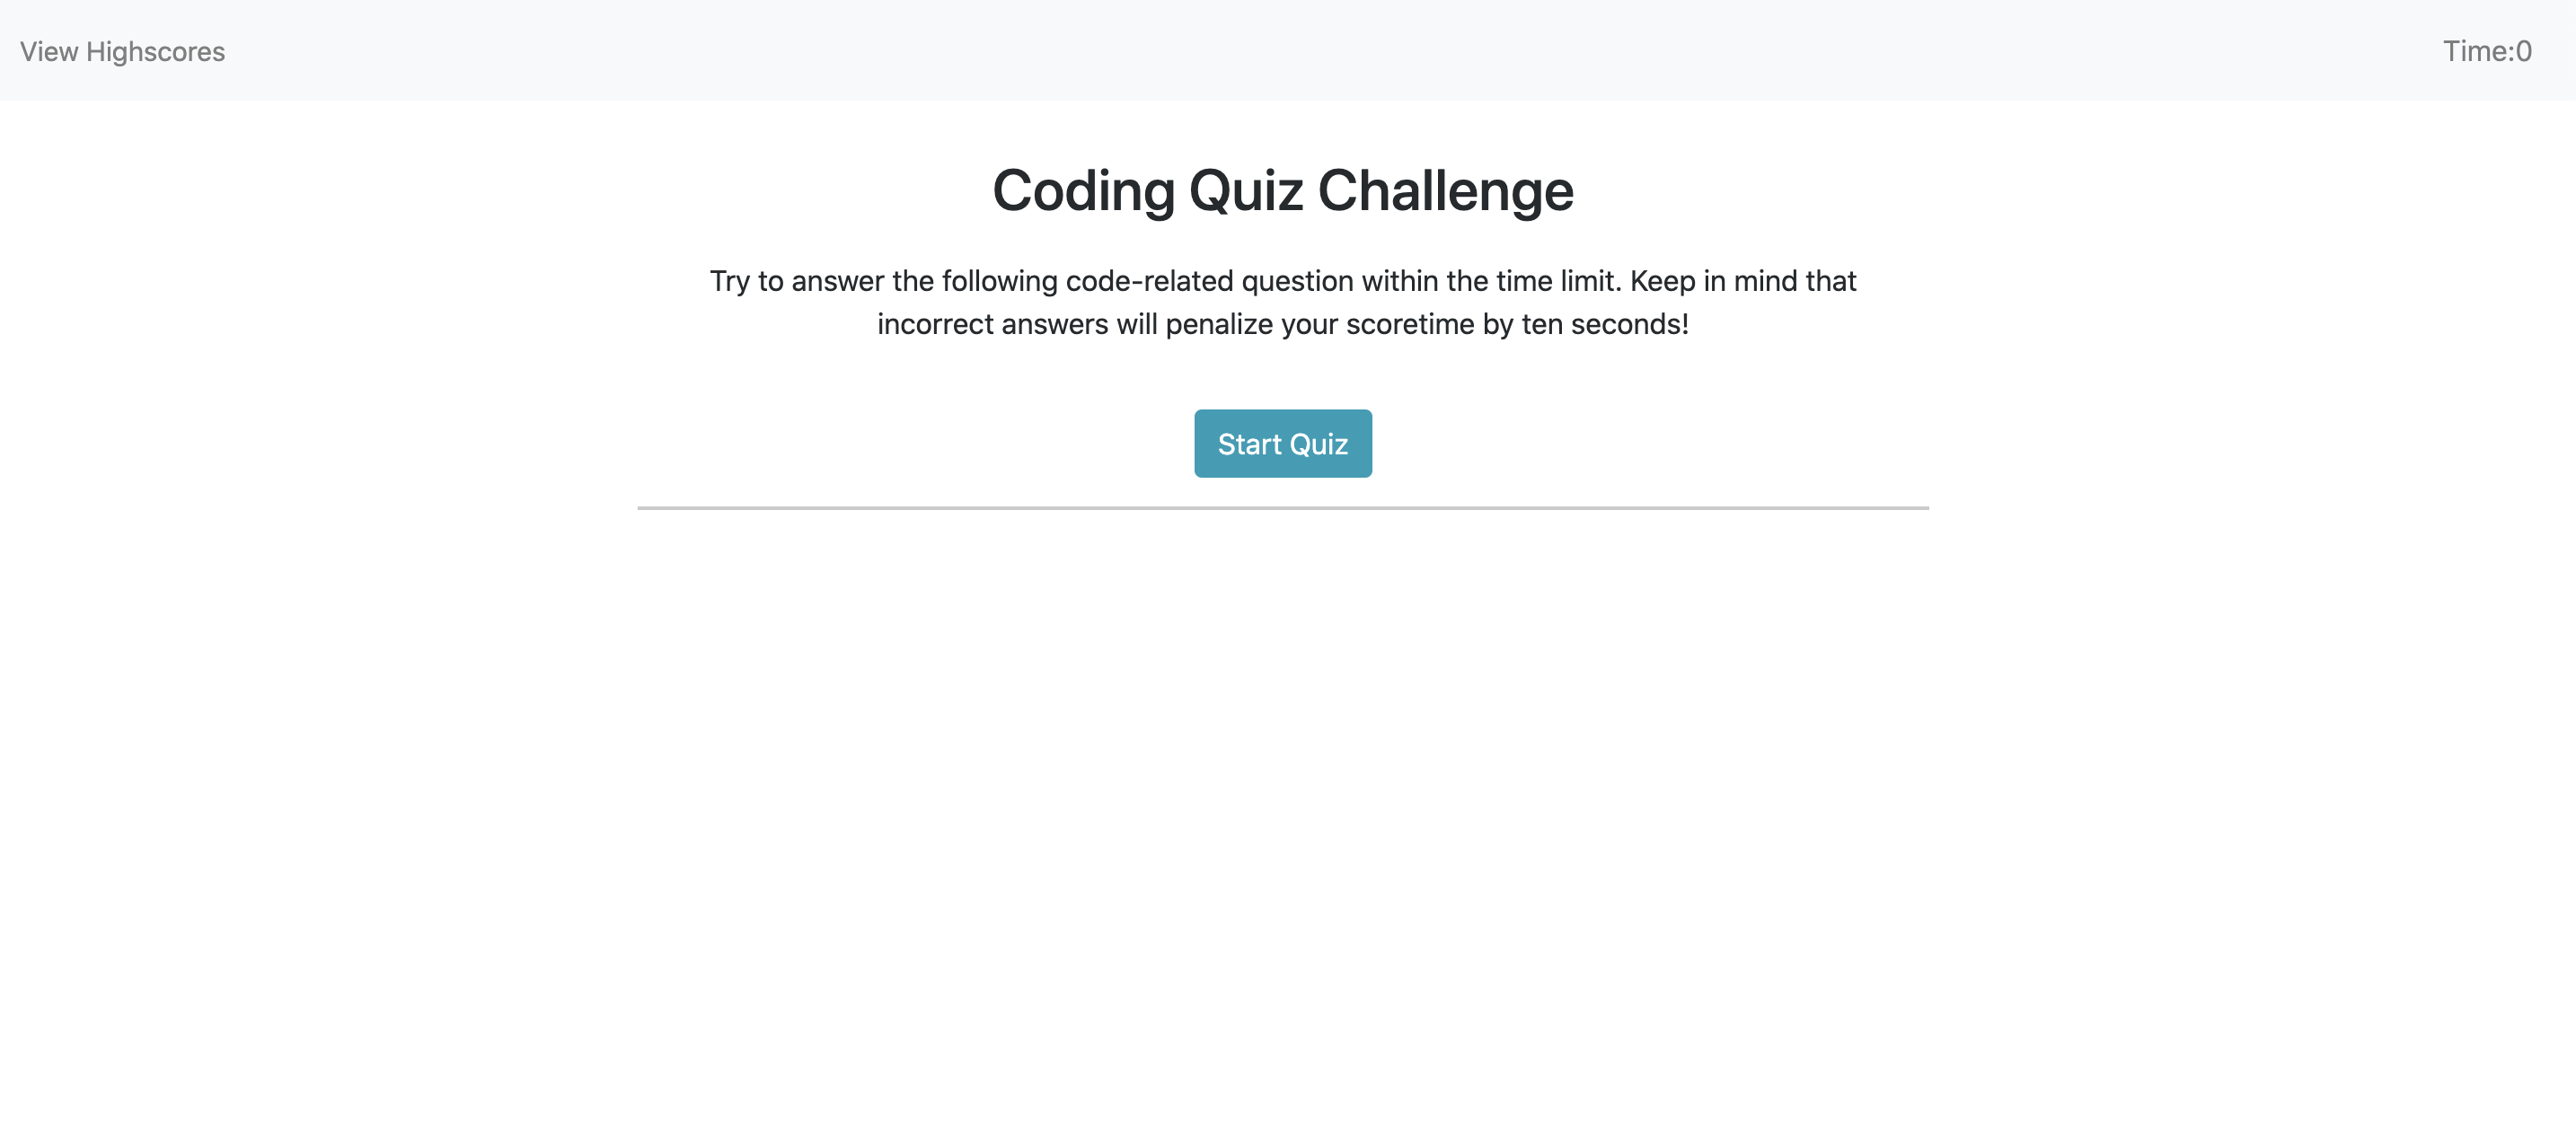 View Highscores
Time:0
Coding Quiz Challenge
Try to answer the following code-related question within the time limit. Keep in mind that
incorrect answers will penalize your scoretime by ten seconds!
Start Quiz